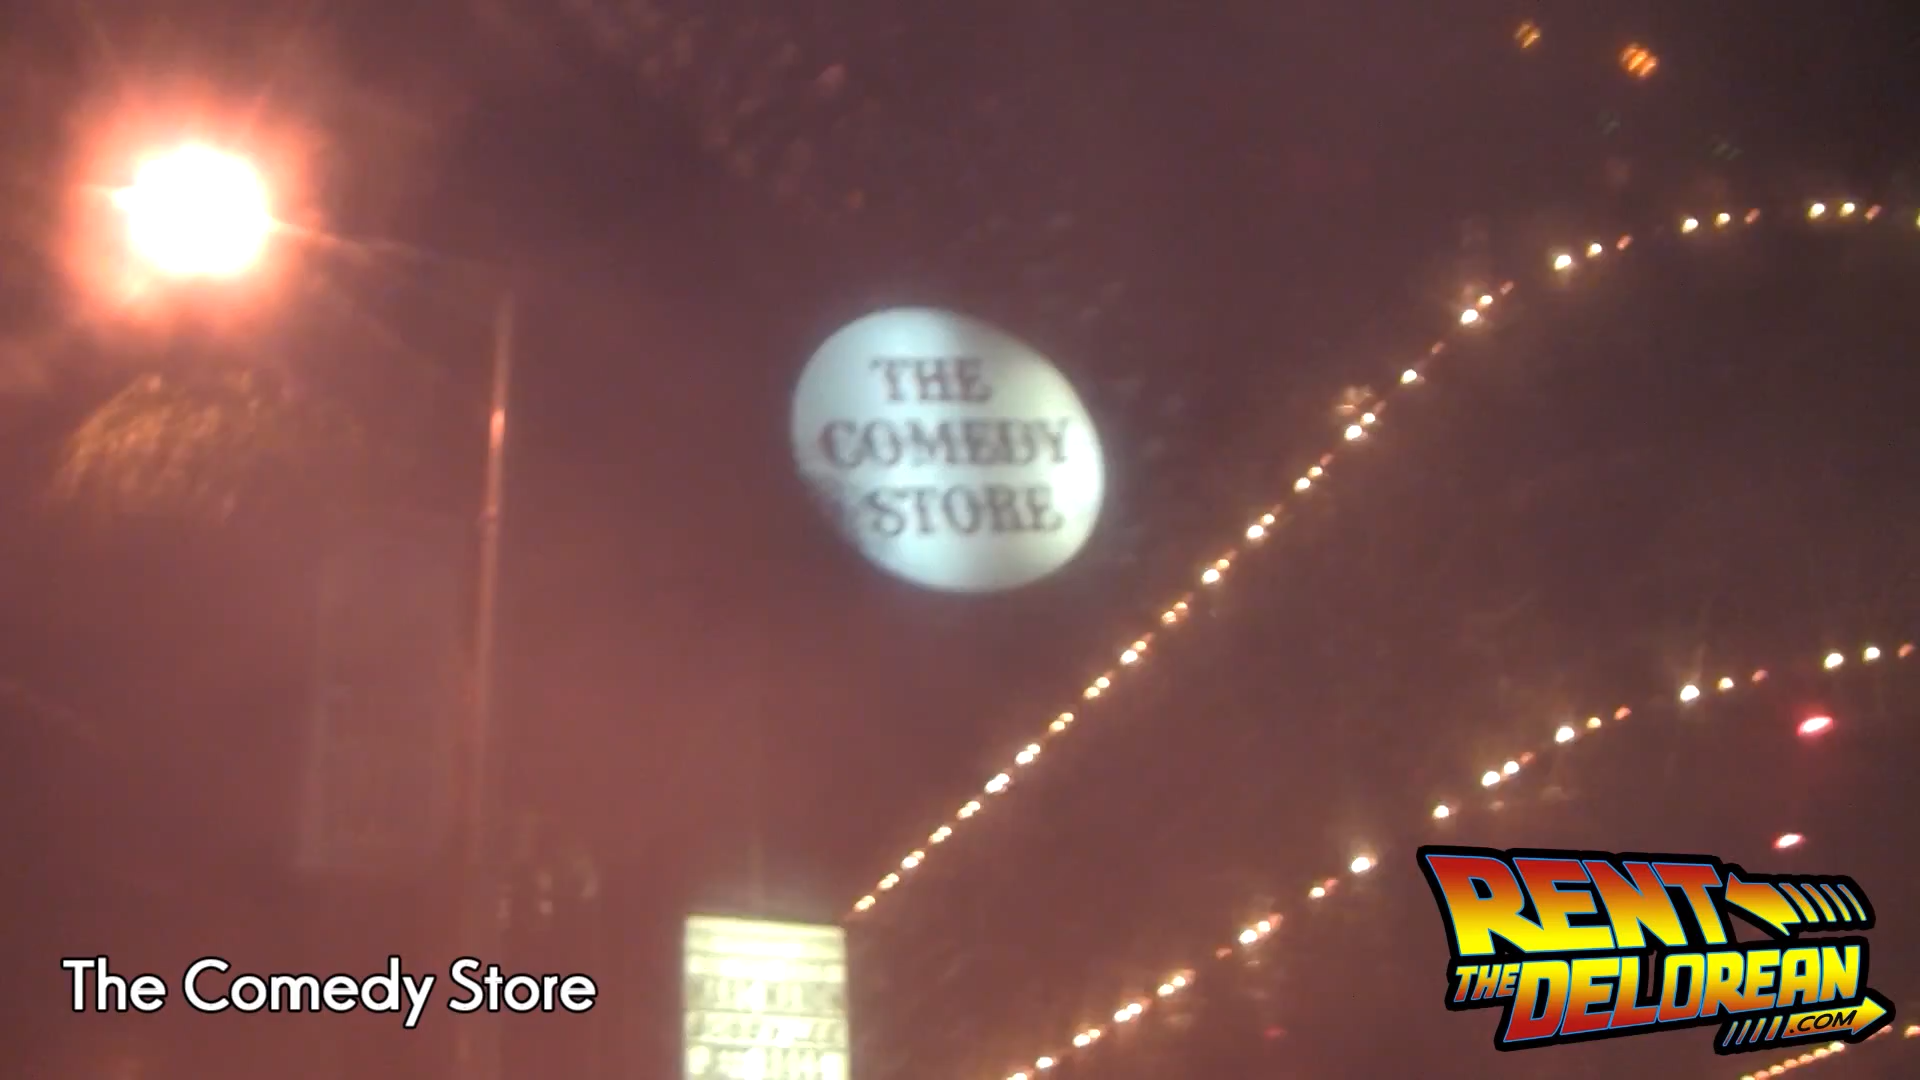 THE
COMEDY
STORE
The Comedy Store
RENT
THE DELOREAN
.COM